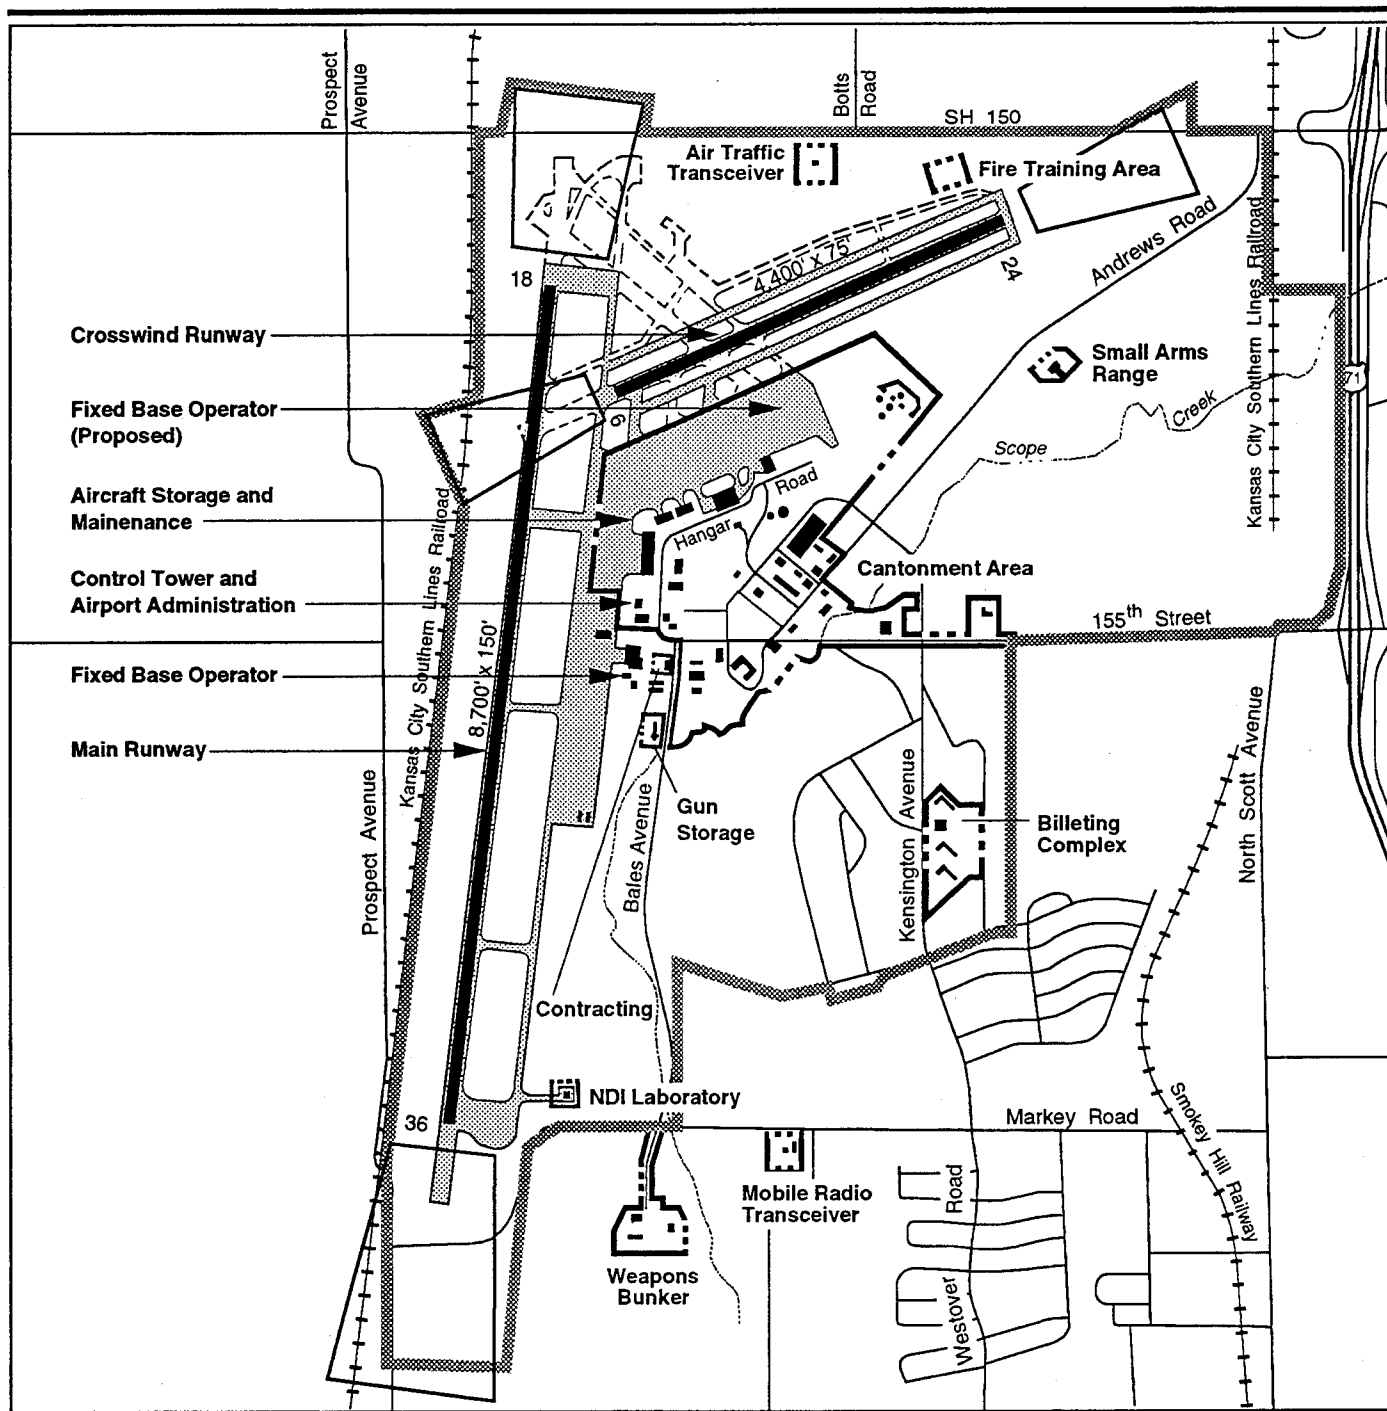 Prospect
Avenue
Botts
Road
SH 150
Air Traffic
Transceiver
Fire Training Area
Andrews Road
Kansas City Southern Lines Railroad
18
24
4,400' x 75'
Crosswind Runway
Small Arms
Range
71
Fixed Base Operator
(Proposed)
6
Scope
Creek
Aircraft Storage and
Mainenance
Hangar
Road
Kansas City Southern Lines Railroad
Control Tower and
Airport Administration
Cantonment Area
155th Street
8,700' x 150'
Fixed Base Operator
Main Runway
Prospect Avenue
Bales Avenue
Gun
Storage
Kensington Avenue
Billeting
Complex
North Scott Avenue
Contracting
NDI Laboratory
36
Markey Road
Smokey Hill Railway
Mobile Radio
Transceiver
Weapons
Bunker
Westover
Road